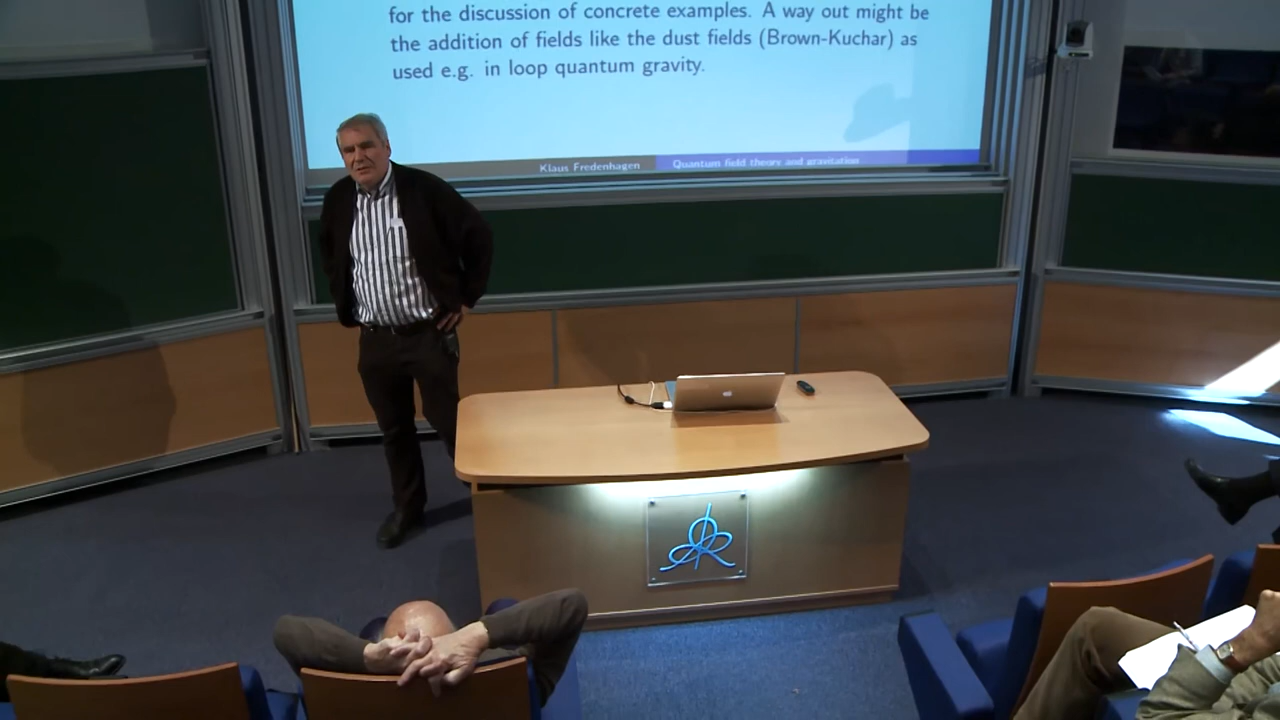 for the discussion of concrete examples. A way out might be
the addition of fields like the dust fields (Brown-Kuchar) as
used e.g. in loop quantum gravity.
Klaus Fredenhagen
Quantum field theory and gravitation